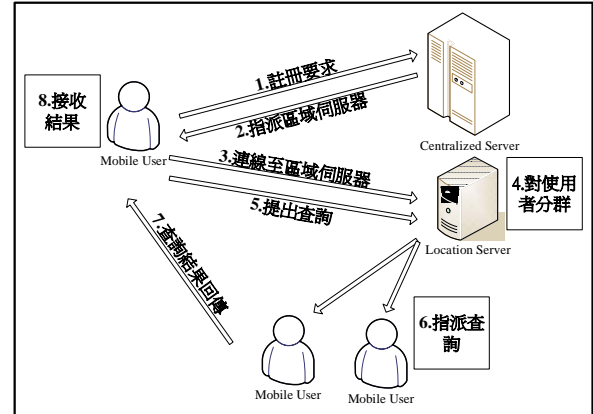 1.註冊要求
2.指派區域伺服器
8.接收
結果
Mobile User
Centralized Server
3.連線至區域伺服器
5.提出查詢
4.對使用
者分群
Location Server
7.查詢結果回傳
6.指派查
詢
Mobile User
Mobile User